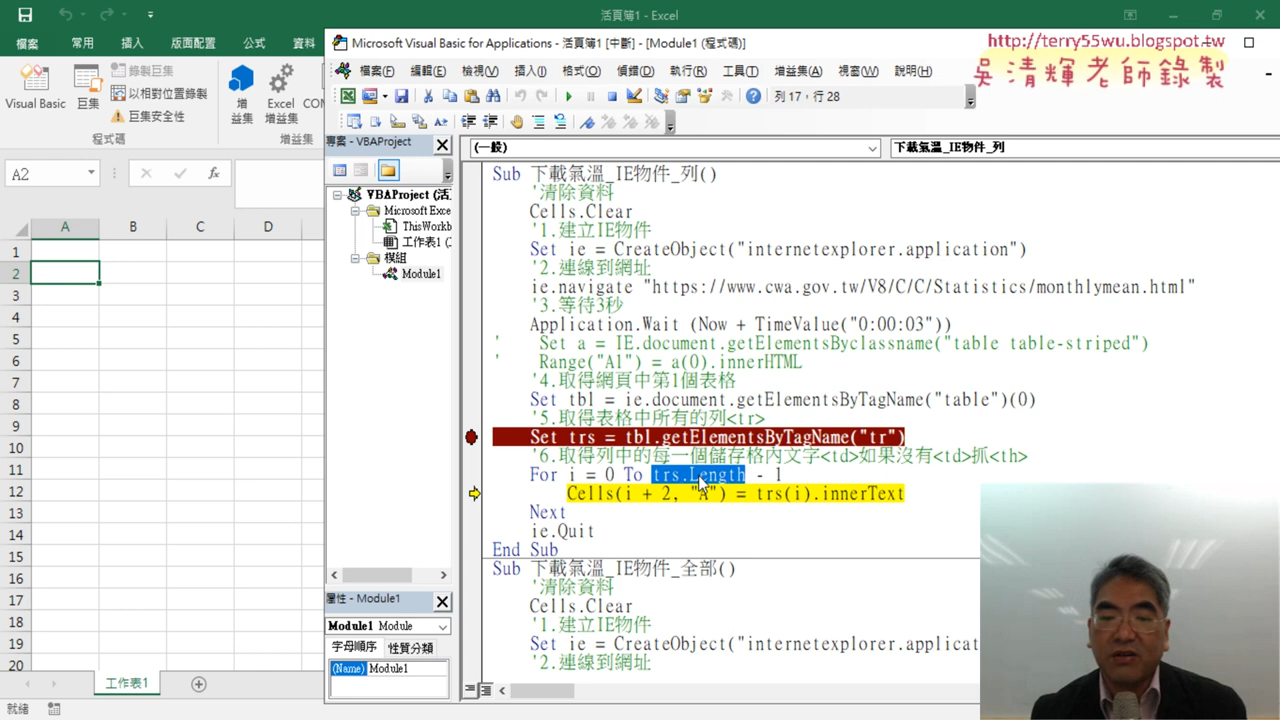 活頁簿1 - Excel
檔案 常用 插入 版面配置 公式 資料
Visual Basic 巨集 錄製巨集 以相對位置錄製 巨集安全性 增益集 Excel 增益集 COM
程式碼 增益集
A2
A B C D
1
2
3
4
5
6
7
8
9
10
11
12
13
14
15
16
17
18
19
20
工作表1
就緒
Microsoft Visual Basic for Applications - 活頁簿1 [中斷] - [Module1 (程式碼)]
http://terry55wu.blogspot.tw
吳清輝老師錄製
檔案(F) 編輯(E) 檢視(V) 插入(I) 格式(O) 偵錯(D) 執行(R) 工具(T) 增益集(A) 視窗(W) 說明(H)
列 17，行 28
專案 - VBAProject
VBAProject (活
Microsoft Exce
ThisWorkb
工作表1 (
模組
Module1
屬性 - Module1
Module1 Module
字母順序 性質分類
(Name) Module1
(一般) 下載氣溫_IE物件_列
Sub 下載氣溫_IE物件_列()
'清除資料
Cells.Clear
'1.建立IE物件
Set ie = CreateObject("internetexplorer.application")
'2.連線到網址
ie.navigate "https://www.cwa.gov.tw/V8/C/C/Statistics/monthlymean.html"
'3.等待3秒
Application.Wait (Now + TimeValue("0:00:03"))
' Set a = IE.document.getElementsByclassname("table table-striped")
' Range("A1") = a(0).innerHTML
'4.取得網頁中第1個表格
Set tbl = ie.document.getElementsByTagName("table")(0)
'5.取得表格中所有的列<tr>
Set trs = tbl.getElementsByTagName("tr")
'6.取得列中的每一個儲存格內文字<td>如果沒有<td>抓<th>
For i = 0 To trs.Length - 1
Cells(i + 2, "A") = trs(i).innerText
Next
ie.Quit
End Sub
Sub 下載氣溫_IE物件_全部()
'清除資料
Cells.Clear
'1.建立IE物件
Set ie = CreateObject("internetexplorer.applicat
'2.連線到網址